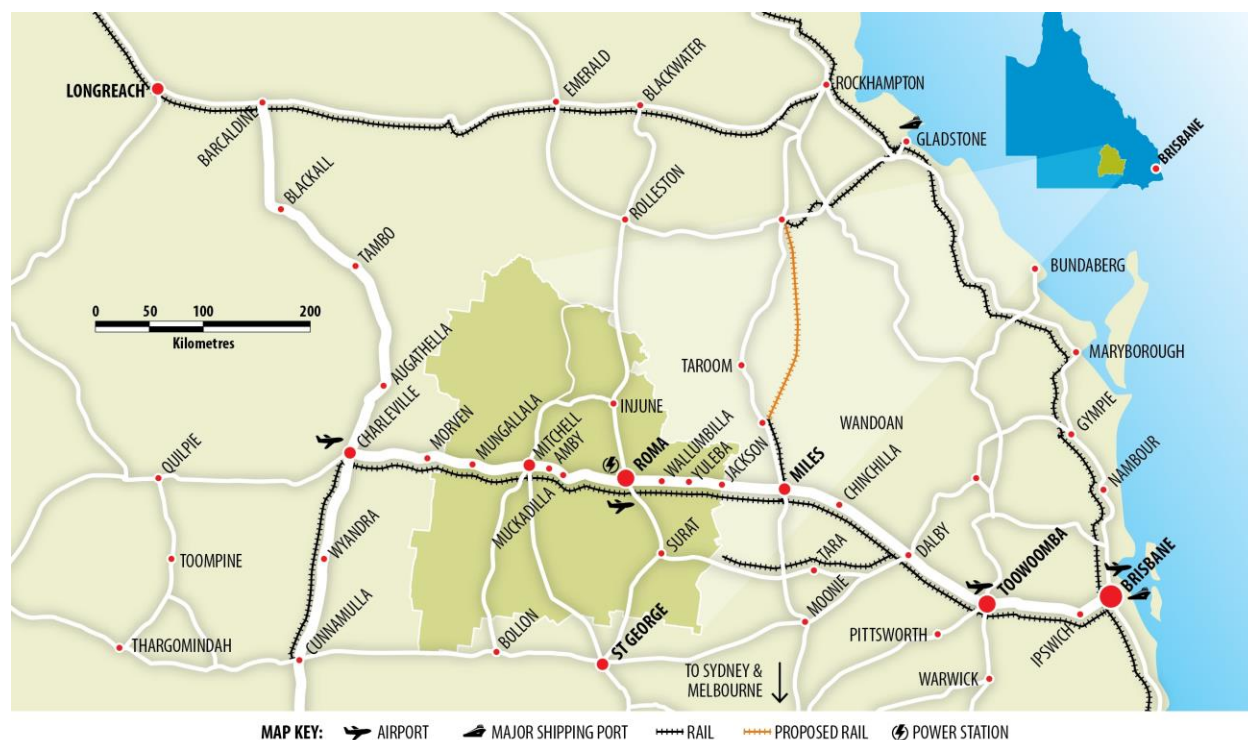 LONGREACH
BARCALDINE
EMERALD
BLACKWATER
ROCKHAMPTON
GLADSTONE
BRISBANE
BLACKALL
ROLLESTON
TAMBO
BUNDABERG
0 50 100 200
Kilometres
AUGATHELLA
TAROOM
MARYBOROUGH
CHARLEVILLE
MORVEN
MUNGALLALA
MITCHELL
AMBY
INJUNE
WANDOAN
GYMPIE
QUILPIE
MUCKADILLA
ROMA
WALLUMBILLA
YULEBA
JACKSON
MILES
CHINCHILLA
NAMBOUR
WYANDRA
SURAT
TARA
DALBY
TOOMPINE
MOONIE
TOOWOOMBA
BRISBANE
THARGOMINDAH
CUNNAMULLA
BOLLON
ST GEORGE
PITTSWORTH
IPSWICH
TO SYDNEY &
MELBOURNE
WARWICK
MAP KEY: AIRPORT MAJOR SHIPPING PORT RAIL PROPOSED RAIL POWER STATION